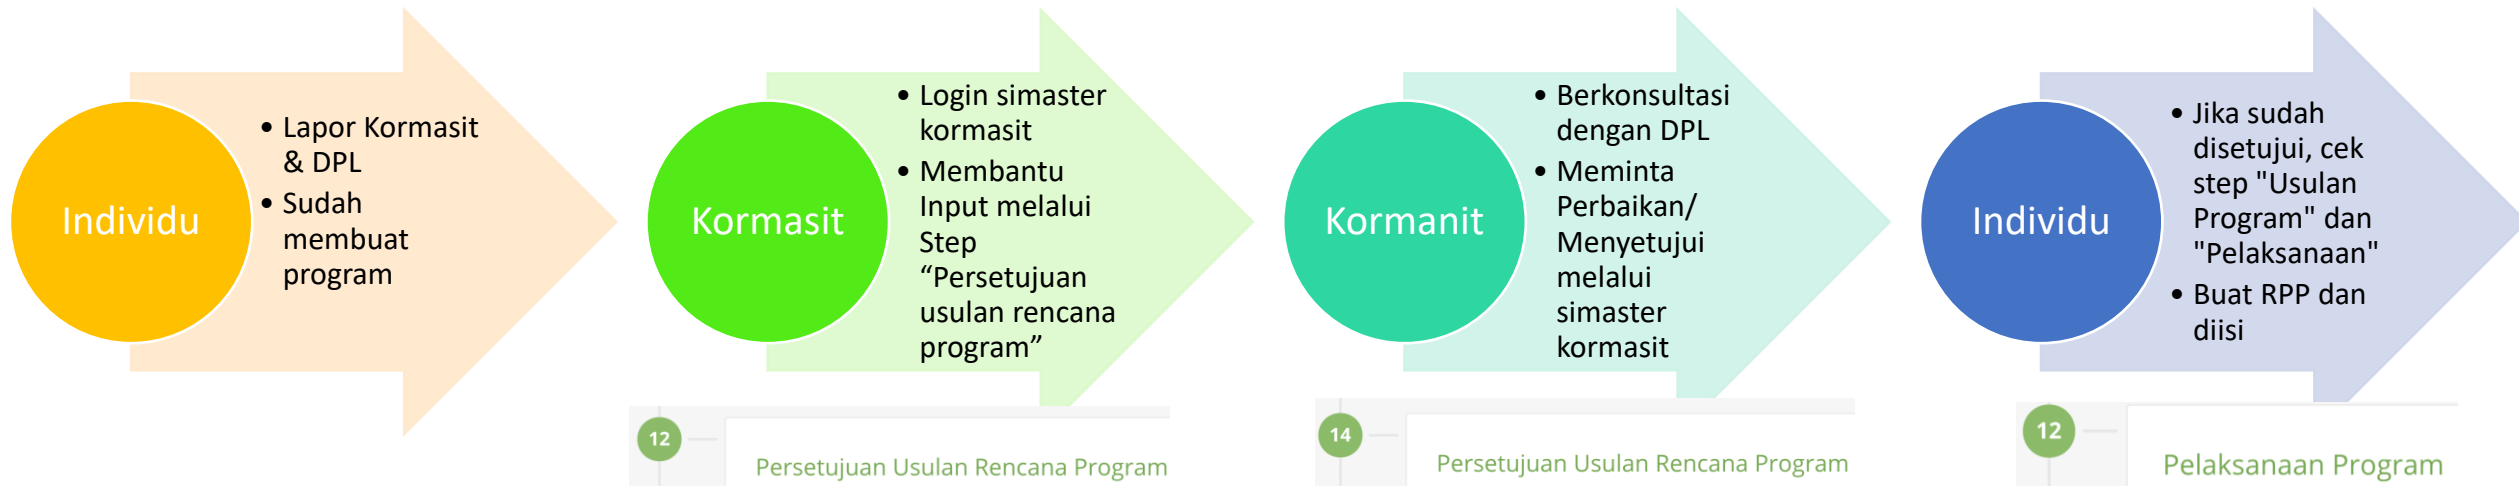 Individu
• Lapor Kormasit
& DPL
• Sudah
membuat
program
Kormasit
• Login simaster
kormasit
• Membantu
Input melalui
Step
“Persetujuan
usulan rencana
program”
12
Persetujuan Usulan Rencana Program
Kormanit
• Berkonsultasi
dengan DPL
• Meminta
Perbaikan/
Menyetujui
melalui
simaster
kormasit
14
Persetujuan Usulan Rencana Program
Individu
• Jika sudah
disetujui, cek
step "Usulan
Program" dan
"Pelaksanaan"
• Buat RPP dan
diisi
12
Pelaksanaan Program